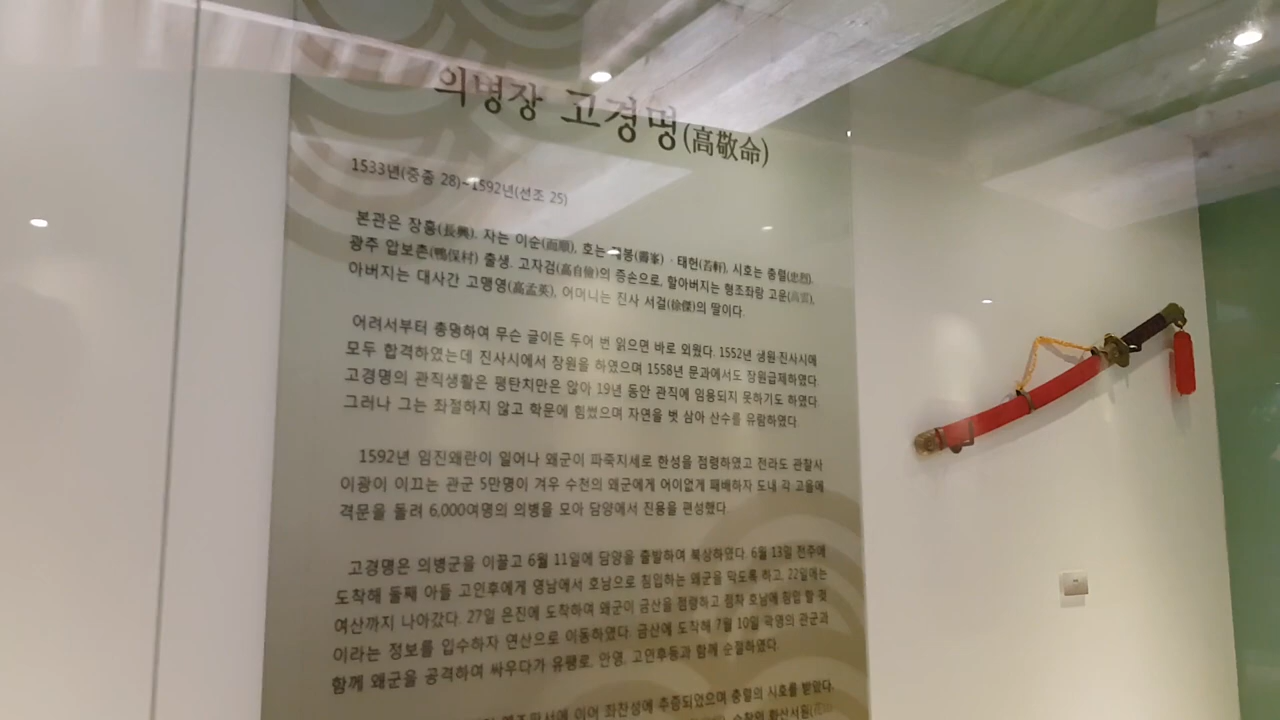 의병장 고경명(高敬命)
1533년(중종 28)~1592년(선조 25)
본관은 장흥(長興). 자는 이순(而順), 호는 봉(霽峯)·태헌(苔軒), 시호는 충렬(忠烈).
광주 압보촌(鴨保村) 출생. 고자검(高自儉)의 증손으로, 할아버지는 형조좌랑 고운(高雲),
아버지는 대사간 고맹영(高孟英), 어머니는 진사 서걸(徐傑)의 딸이다.
어려서부터 총명하여 무슨 글이든 두어 번 읽으면 바로 외웠다. 1552년 생원·진사시에
모두 합격하였는데 진사시에서 장원을 하였으며 1558년 문과에서도 장원급제하였다.
고경명의 관직생활은 평탄치만은 않아 19년 동안 관직에 임용되지 못하기도 하였다.
그러나 그는 좌절하지 않고 학문에 힘썼으며 자연을 벗 삼아 산수를 유람하였다.
1592년 임진왜란이 일어나 왜군이 파죽지세로 한성을 점령하였고 전라도 관찰사
이광이 이끄는 관군 5만명이 겨우 수천의 왜군에게 어이없게 패배하자 도내 각 고을에
격문을 돌려 6,000여명의 의병을 모아 담양에서 진용을 편성했다.
고경명은 의병군을 이끌고 6월 11일에 담양을 출발하여 북상하였다. 6월 13일 전주에
도착해 둘째 아들 고인후에게 영남에서 호남으로 침입하는 왜군을 막도록 하고, 22일에는
여산까지 나아갔다. 27일 은진에 도착하여 왜군이 금산을 점령하고 점차 호남에 침입 할 것
이라는 정보를 입수하자 연산으로 이동하였다. 금산에 도착해 7월 10일 곽영의 관군과
함께 왜군을 공격하여 싸우다가 유팽로, 안영, 고인후등과 함께 순절하였다.
예조판서에 이어 좌찬성에 추증되었으며 충렬의 시호를 받았다.
순창의 화산서원